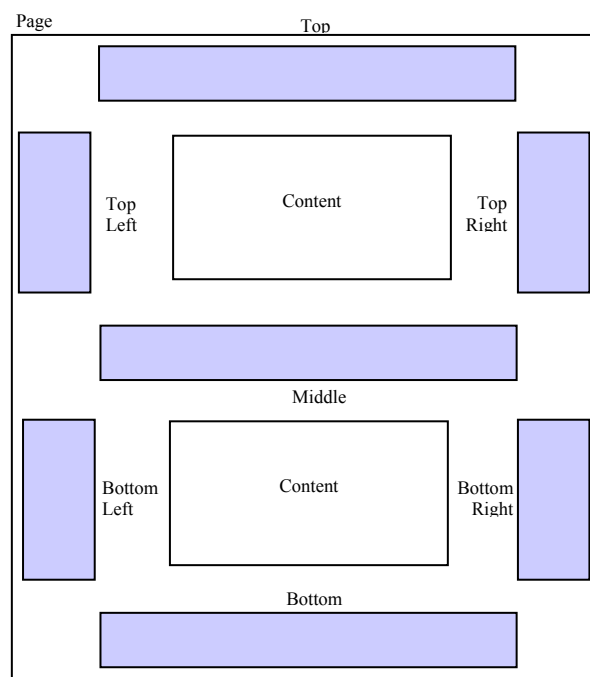 Page
Top
Content
Top
Left
Top
Right
Middle
Content
Bottom
Left
Bottom
Right
Bottom